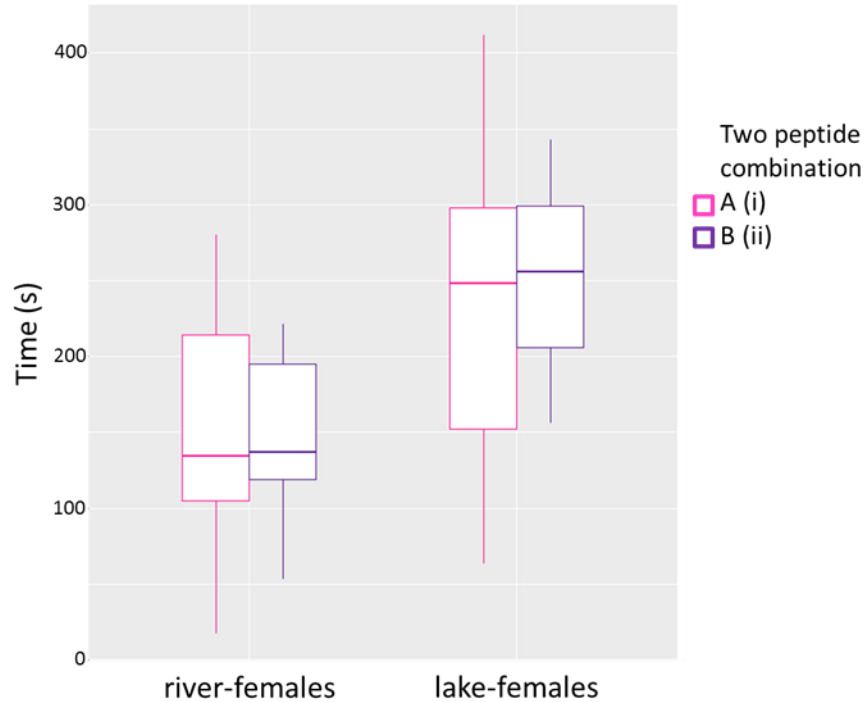 400
300
200
100
0
Time (s)
river-females
lake-females
Two peptide
combination
A (i)
B (ii)